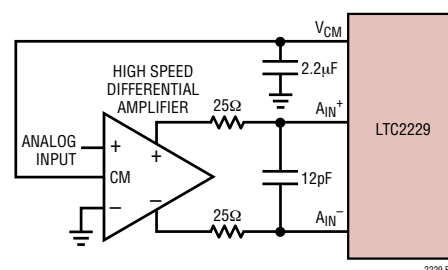 V_CM
HIGH SPEED
DIFFERENTIAL
AMPLIFIER
2.2µF
25Ω
A_IN^+
LTC2229
ANALOG
INPUT
+
+
CM
12pF
–
–
25Ω
A_IN^–